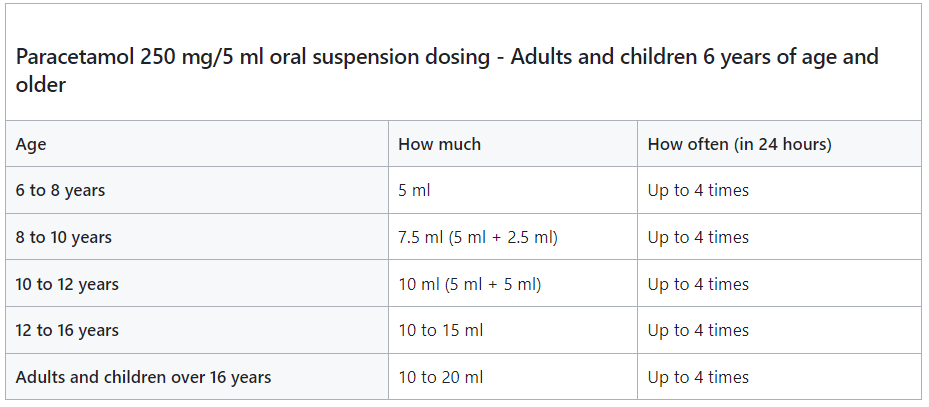 Paracetamol 250 mg/5 ml oral suspension dosing - Adults and children 6 years of age and
older
Age How much How often (in 24 hours)
6 to 8 years 5 ml Up to 4 times
8 to 10 years 7.5 ml (5 ml + 2.5 ml) Up to 4 times
10 to 12 years 10 ml (5 ml + 5 ml) Up to 4 times
12 to 16 years 10 to 15 ml Up to 4 times
Adults and children over 16 years 10 to 20 ml Up to 4 times